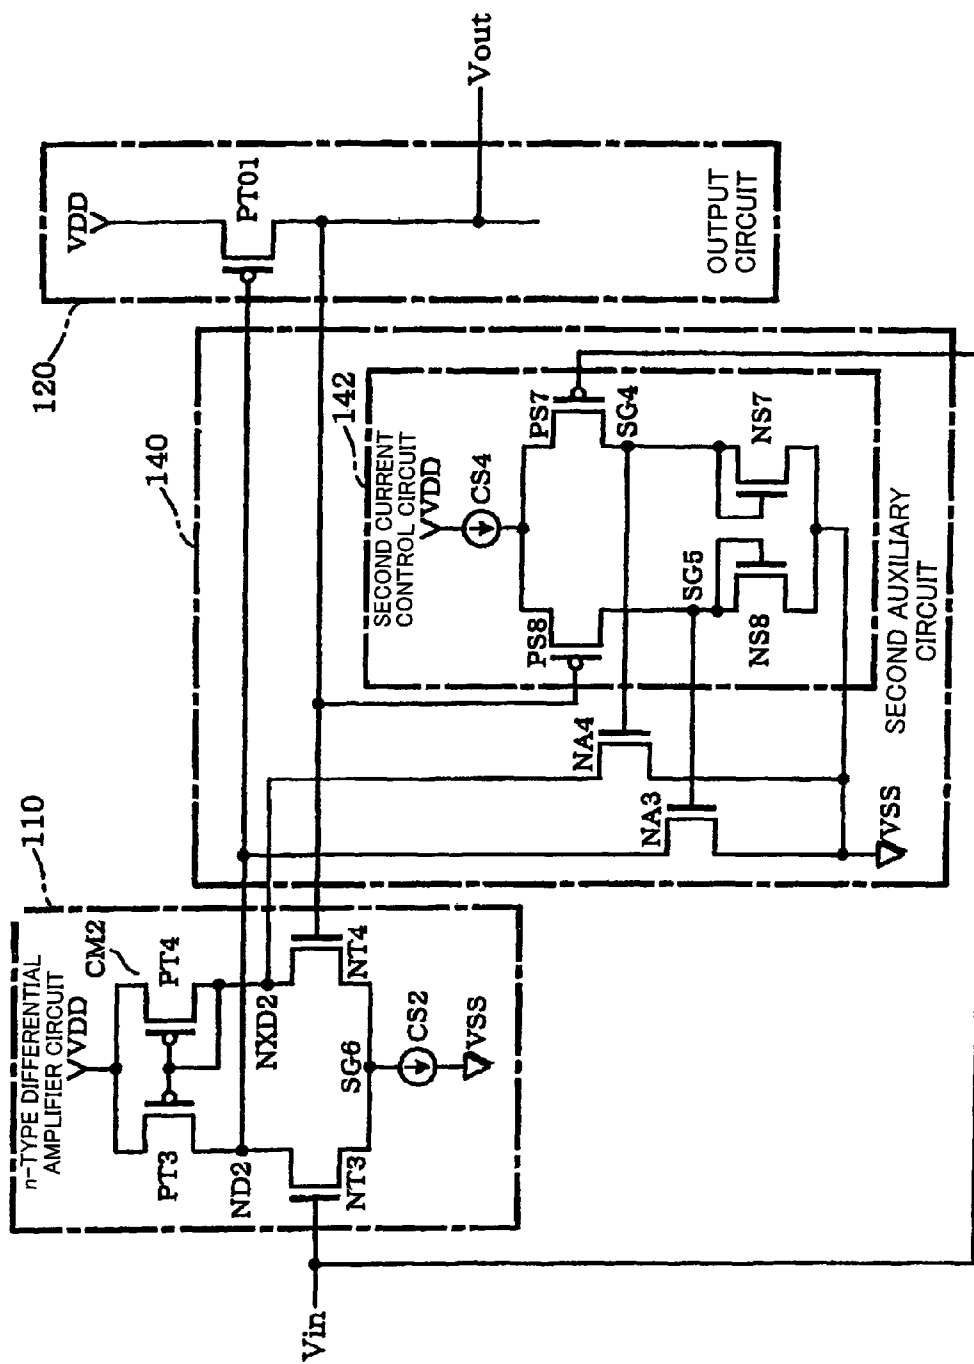 n-TYPE DIFFERENTIAL
AMPLIFIER CIRCUIT
110
VDD
CM2
PT3
PT4
ND2
NXD2
NT3
NT4
SG6
CS2
VSS
Vin
140
142
SECOND CURRENT
CONTROL CIRCUIT
VDD
CS4
PS8
PS7
SG5
SG4
NS8
NS7
NA4
NA3
VSS
SECOND AUXILIARY
CIRCUIT
120
VDD
PT01
OUTPUT
CIRCUIT
Vout